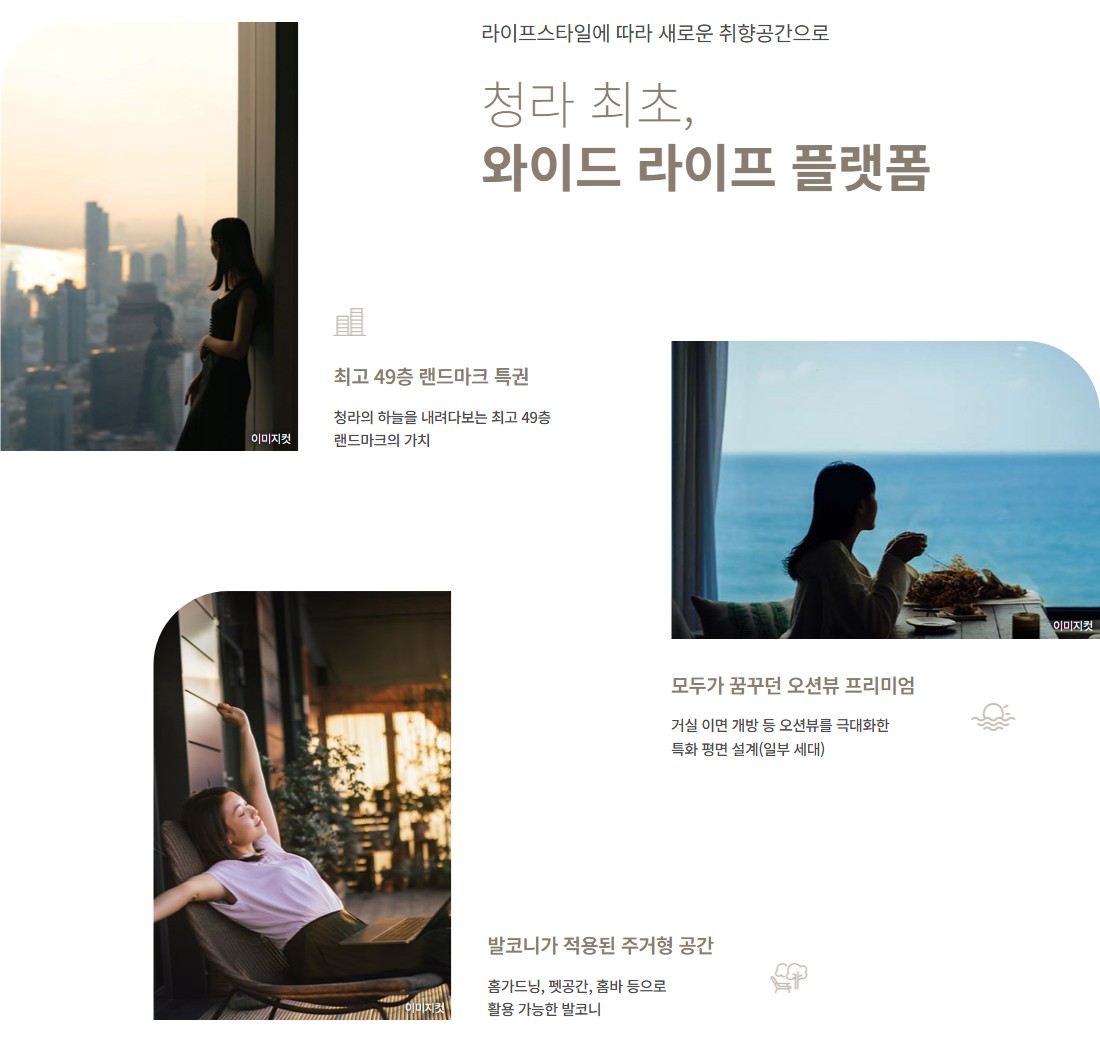 라이프스타일에 따라 새로운 취향공간으로
청라 최초,
와이드 라이프 플랫폼
이미지컷
최고 49층 랜드마크 특권
청라의 하늘을 내려다보는 최고 49층
랜드마크의 가치
이미지컷
모두가 꿈꾸던 오션뷰 프리미엄
거실 이면 개방 등 오션뷰를 극대화한
특화 평면 설계(일부 세대)
이미지컷
발코니가 적용된 주거형 공간
홈가드닝, 펫공간, 홈바 등으로
활용 가능한 발코니